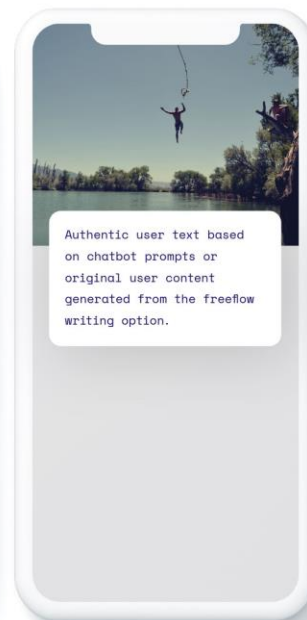 Authentic user text based
on chatbot prompts or
original user content
generated from the freeflow
writing option.